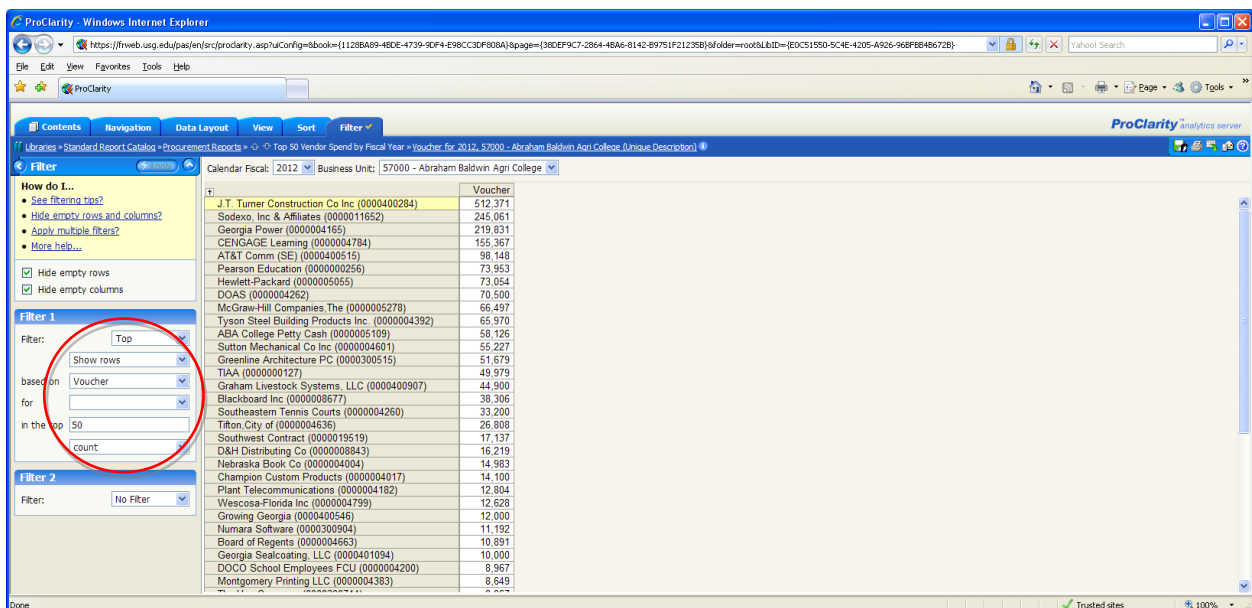 ProClarity - Windows Internet Explorer
https://frweb.usg.edu/pas/en/src/proclarity.asp?uiConfig=&book={1128BA89-4BDE-4739-9DF4-E98CC3DF808A}&page={38DEF9C7-2864-4BA6-8142-B9751F21235B}&folder=root&LibID={E0C51550-5C4E-4205-A926-96BFBB4B672B}
Yahoo! Search
File Edit View Favorites Tools Help
ProClarity
Page Tools
Contents Navigation Data Layout View Sort Filter
ProClarity™ analytics server
Libraries » Standard Report Catalog » Procurement Reports » Top 50 Vendor Spend by Fiscal Year » Voucher for 2012, 57000 - Abraham Baldwin Agri College (Unique Description)
Filter Apply
Calendar Fiscal: 2012 Business Unit: 57000 - Abraham Baldwin Agri College
How do I...
See filtering tips?
Hide empty rows and columns?
Apply multiple filters?
More help...
Hide empty rows
Hide empty columns
Filter 1
Filter: Top
Show rows
based on Voucher
for
in the top 50
count
Filter 2
Filter: No Filter
Voucher
J.T. Turner Construction Co Inc (0000400284) 512,371
Sodexo, Inc & Affiliates (0000011652) 245,061
Georgia Power (0000004165) 219,831
CENGAGE Learning (0000004784) 155,367
AT&T Comm (SE) (0000400515) 98,148
Pearson Education (0000000256) 73,953
Hewlett-Packard (0000005055) 73,054
DOAS (0000004262) 70,500
McGraw-Hill Companies,The (0000005278) 66,497
Tyson Steel Building Products Inc. (0000004392) 65,970
ABA College Petty Cash (0000005109) 58,126
Sutton Mechanical Co Inc (0000004601) 55,227
Greenline Architecture PC (0000300515) 51,679
TIAA (0000000127) 49,979
Graham Livestock Systems, LLC (0000400907) 44,900
Blackboard Inc (0000008677) 38,306
Southeastern Tennis Courts (0000004260) 33,200
Tifton,City of (0000004636) 26,808
Southwest Contract (0000019519) 17,137
D&H Distributing Co (0000008843) 16,219
Nebraska Book Co (0000004004) 14,983
Champion Custom Products (0000004017) 14,100
Plant Telecommunications (0000004182) 12,804
Wescosa-Florida Inc (0000004799) 12,628
Growing Georgia (0000400546) 12,000
Numara Software (0000300904) 11,192
Board of Regents (0000004663) 10,891
Georgia Sealcoating, LLC (0000401094) 10,000
DOCO School Employees FCU (0000004200) 8,967
Montgomery Printing LLC (0000004383) 8,649
Done Trusted sites 100%